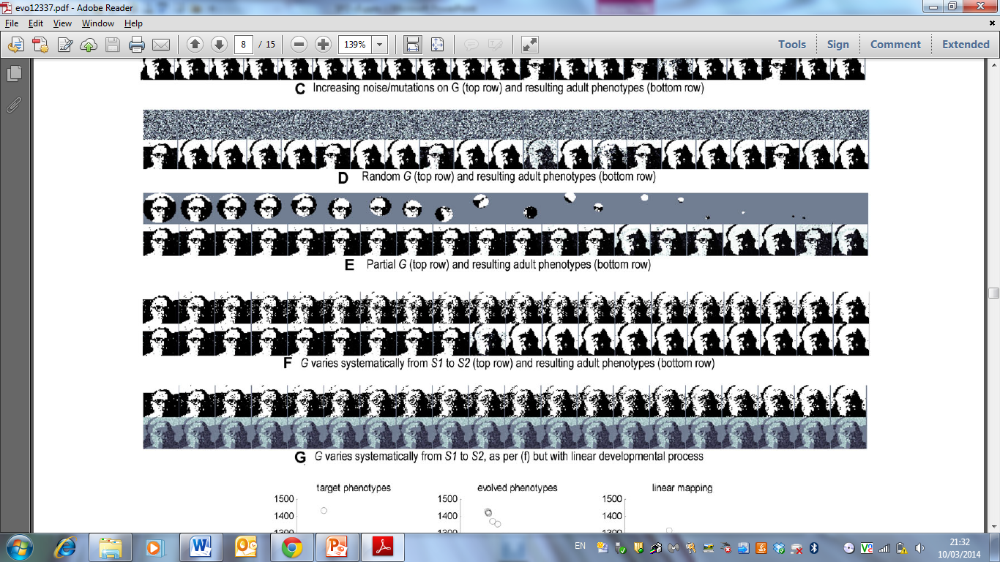 evo12337.pdf - Adobe Reader
File Edit View Window Help
8 / 15 139% Tools Sign Comment Extended
C Increasing noise/mutations on G (top row) and resulting adult phenotypes (bottom row)
D Random G (top row) and resulting adult phenotypes (bottom row)
E Partial G (top row) and resulting adult phenotypes (bottom row)
F G varies systematically from S1 to S2 (top row) and resulting adult phenotypes (bottom row)
G G varies systematically from S1 to S2, as per (f) but with linear developmental process
target phenotypes evolved phenotypes linear mapping
1500 1500 1500
1400 1400 1400
1300 1300 1300
EN 21:32
10/03/2014